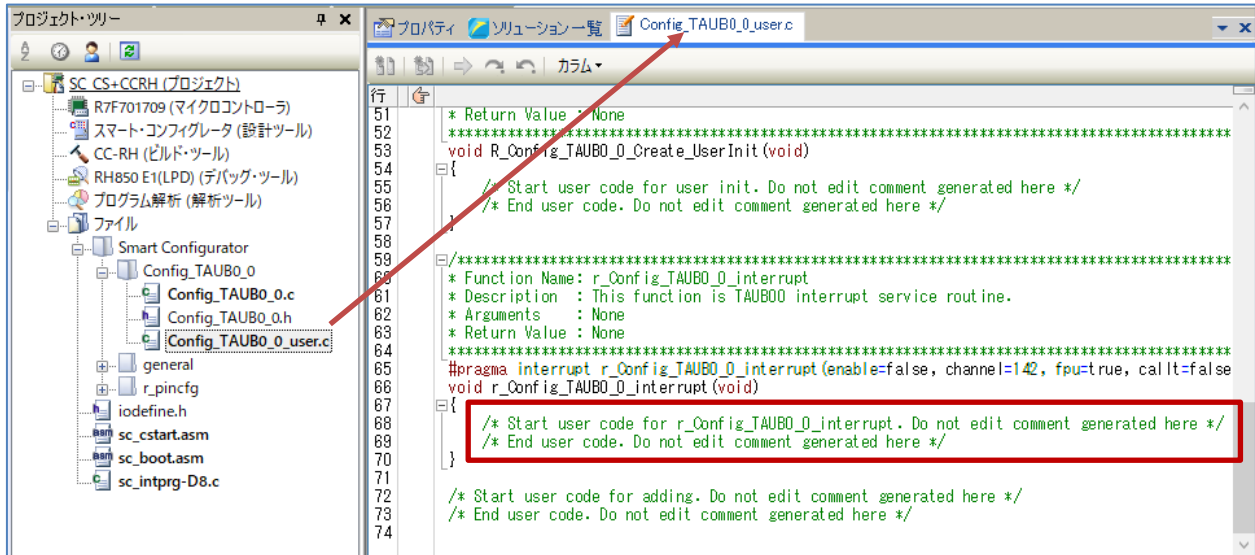 プロジェクト・ツリー
SC_CS+CCRH (プロジェクト)
R7F701709 (マイクロコントローラ)
スマート・コンフィグレータ (設計ツール)
CC-RH (ビルド・ツール)
RH850 E1(LPD) (デバッグ・ツール)
プログラム解析 (解析ツール)
ファイル
Smart Configurator
Config_TAUB0_0
Config_TAUB0_0.c
Config_TAUB0_0.h
Config_TAUB0_0_user.c
general
r_pincfg
iodefine.h
sc_cstart.asm
sc_boot.asm
sc_intprg-D8.c
プロパティ ソリューション一覧 Config_TAUB0_0_user.c
カラム
行
51 * Return Value : None
52 ***********************************************************************************************
53 void R_Config_TAUB0_0_Create_UserInit(void)
54 {
55 /* Start user code for user init. Do not edit comment generated here */
56 /* End user code. Do not edit comment generated here */
57 }
58
59 /**********************************************************************************************
60 * Function Name: r_Config_TAUB0_0_interrupt
61 * Description : This function is TAUB00 interrupt service routine.
62 * Arguments : None
63 * Return Value : None
64 ***********************************************************************************************
65 #pragma interrupt r_Config_TAUB0_0_interrupt(enable=false, channel=142, fpu=true, callt=false
66 void r_Config_TAUB0_0_interrupt(void)
67 {
68 /* Start user code for r_Config_TAUB0_0_interrupt. Do not edit comment generated here */
69 /* End user code. Do not edit comment generated here */
70 }
71
72 /* Start user code for adding. Do not edit comment generated here */
73 /* End user code. Do not edit comment generated here */
74